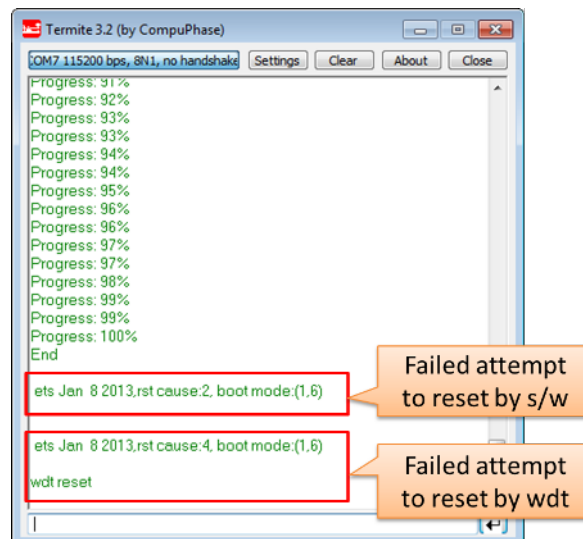 Termite 3.2 (by CompuPhase)
COM7 115200 bps, 8N1, no handshake Settings Clear About Close
Progress: 91%
Progress: 92%
Progress: 93%
Progress: 93%
Progress: 94%
Progress: 94%
Progress: 95%
Progress: 96%
Progress: 96%
Progress: 97%
Progress: 97%
Progress: 98%
Progress: 99%
Progress: 99%
Progress: 100%
End
ets Jan 8 2013,rst cause:2, boot mode:(1,6)
Failed attempt
to reset by s/w
ets Jan 8 2013,rst cause:4, boot mode:(1,6)
wdt reset
Failed attempt
to reset by wdt